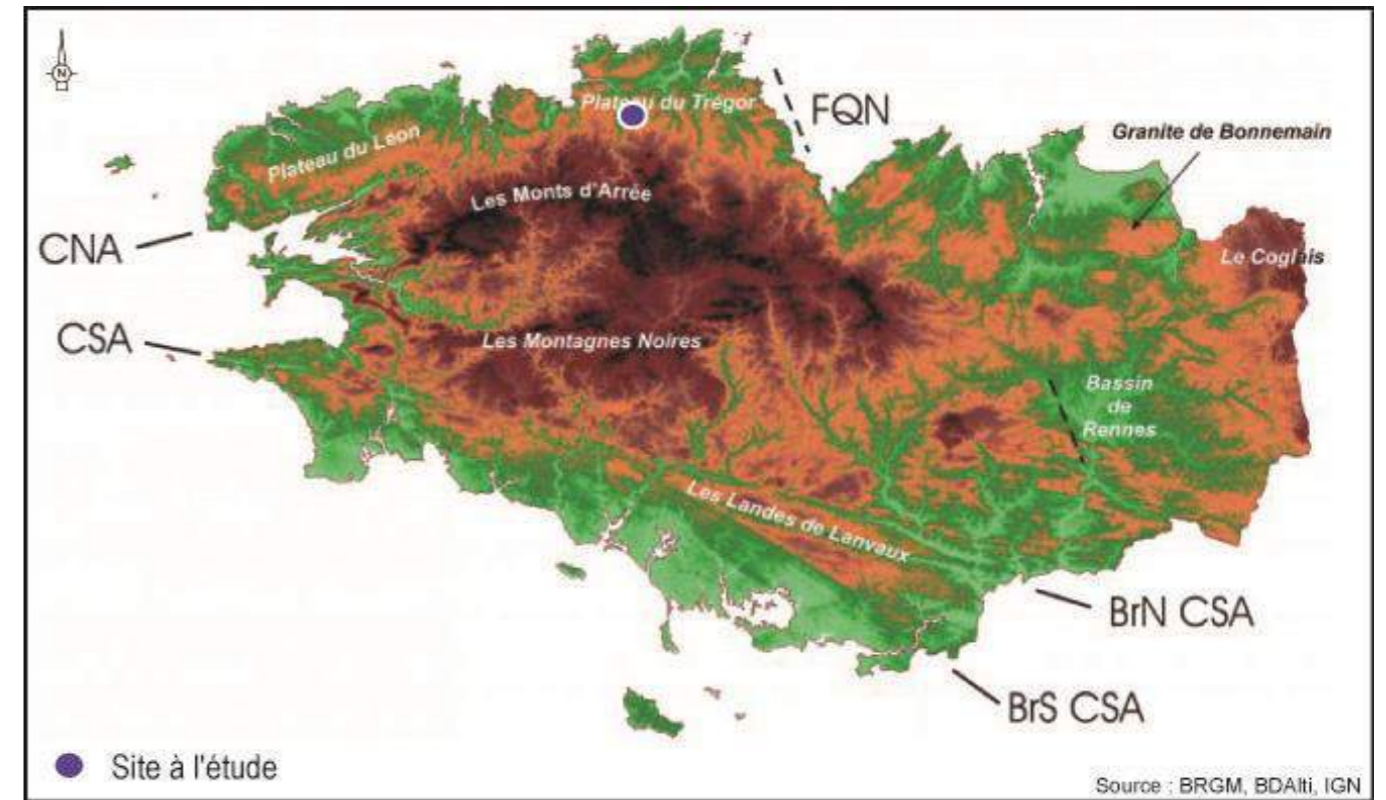 N
Plateau du Trégor
FQN
Granite de Bonnemain
Plateau du Léon
Les Monts d'Arrée
CNA
Le Coglais
CSA
Les Montagnes Noires
Bassin
de
Rennes
Les Landes de Lanvaux
BrN CSA
BrS CSA
Site à l'étude
Source : BRGM, BDAlti, IGN